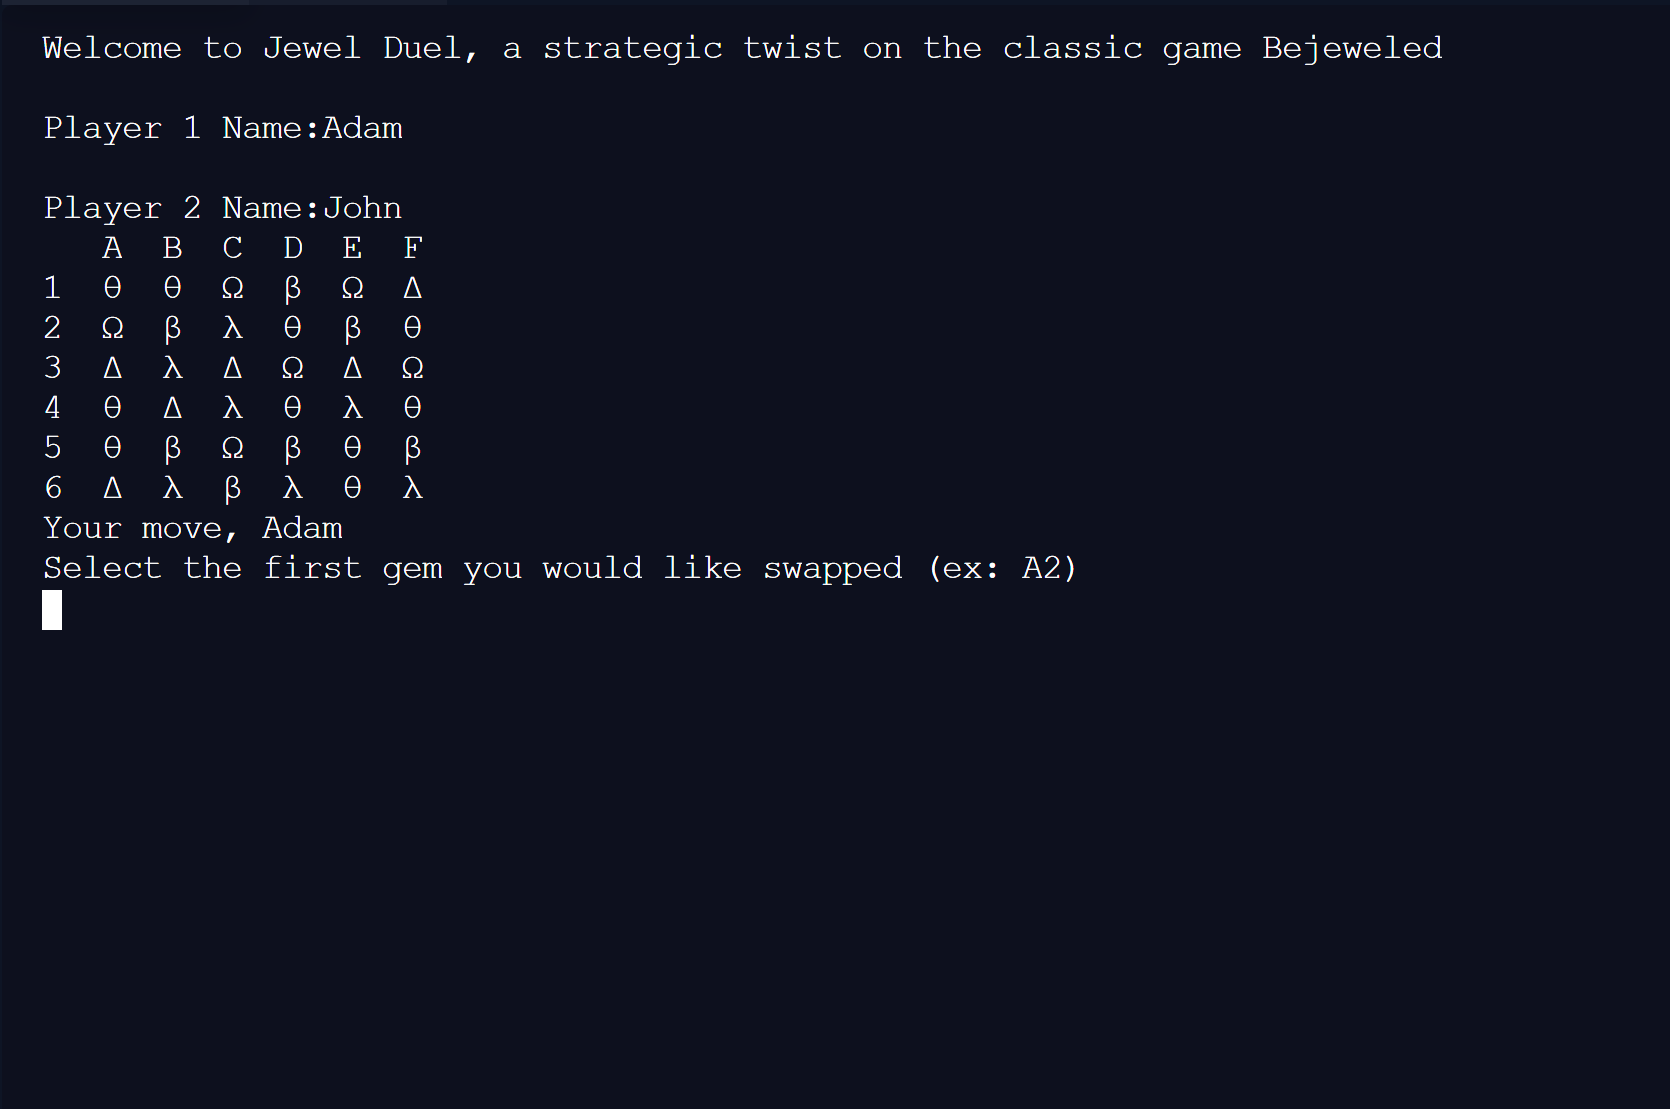 Welcome to Jewel Duel, a strategic twist on the classic game Bejeweled
Player 1 Name:Adam
Player 2 Name:John
A B C D E F
1 θ θ Ω β Ω Δ
2 Ω β λ θ β θ
3 Δ λ Δ Ω Δ Ω
4 θ Δ λ θ λ θ
5 θ β Ω β θ β
6 Δ λ β λ θ λ
Your move, Adam
Select the first gem you would like swapped (ex: A2)